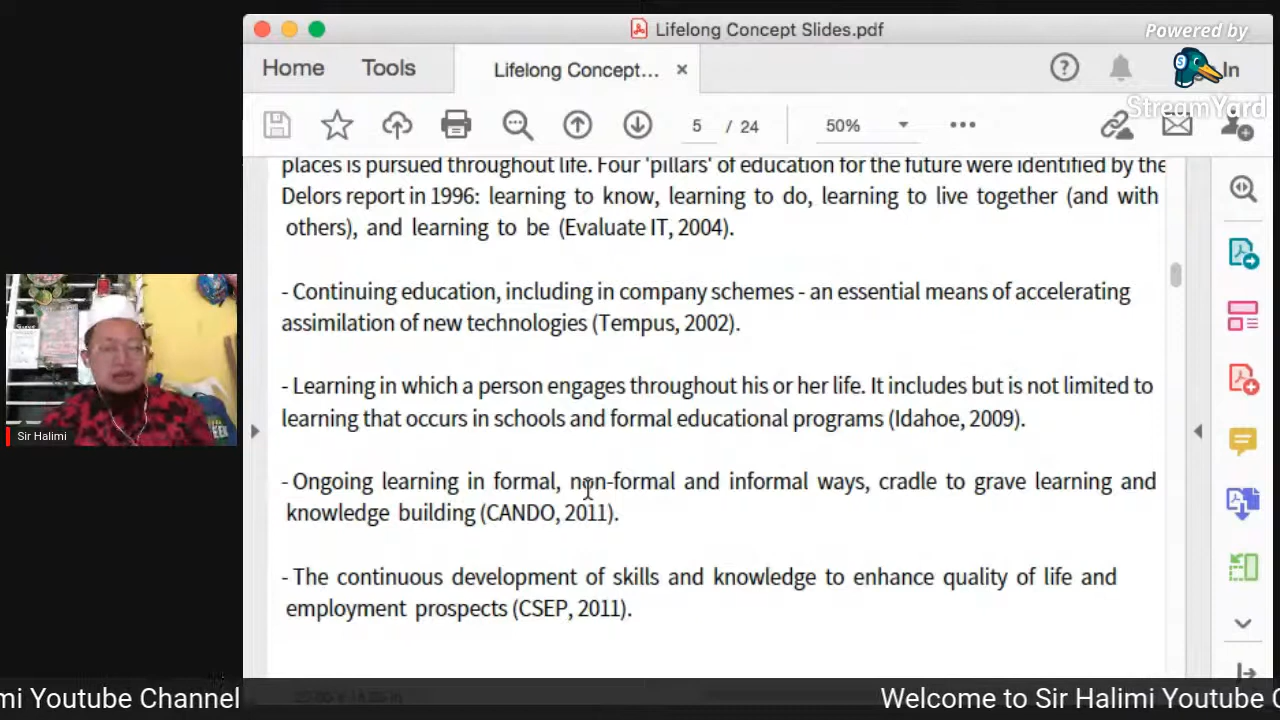 Lifelong Concept Slides.pdf
Powered by
Home
Tools
Lifelong Concept...
In
StreamYard
5 / 24
50%
places is pursued throughout life. Four 'pillars' of education for the future were identified by the
Delors report in 1996: learning to know, learning to do, learning to live together (and with
others), and learning to be (Evaluate IT, 2004).
- Continuing education, including in company schemes - an essential means of accelerating
assimilation of new technologies (Tempus, 2002).
- Learning in which a person engages throughout his or her life. It includes but is not limited to
learning that occurs in schools and formal educational programs (Idahoe, 2009).
- Ongoing learning in formal, non-formal and informal ways, cradle to grave learning and
knowledge building (CANDO, 2011).
- The continuous development of skills and knowledge to enhance quality of life and
employment prospects (CSEP, 2011).
Sir Halimi
mi Youtube Channel
Welcome to Sir Halimi Youtube C